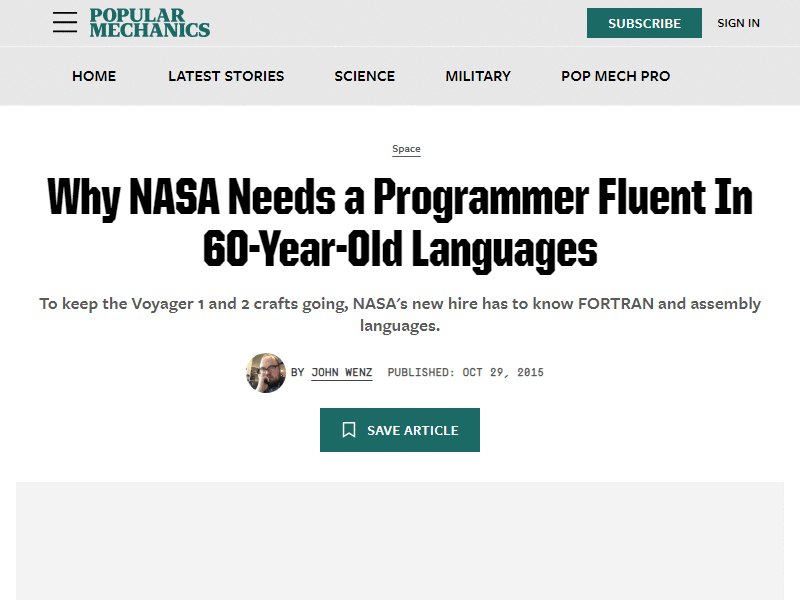 POPULAR
MECHANICS
SUBSCRIBE
SIGN IN
HOME
LATEST STORIES
SCIENCE
MILITARY
POP MECH PRO
Space
Why NASA Needs a Programmer Fluent In
60-Year-Old Languages
To keep the Voyager 1 and 2 crafts going, NASA's new hire has to know FORTRAN and assembly
languages.
BY JOHN WENZ PUBLISHED: OCT 29, 2015
SAVE ARTICLE